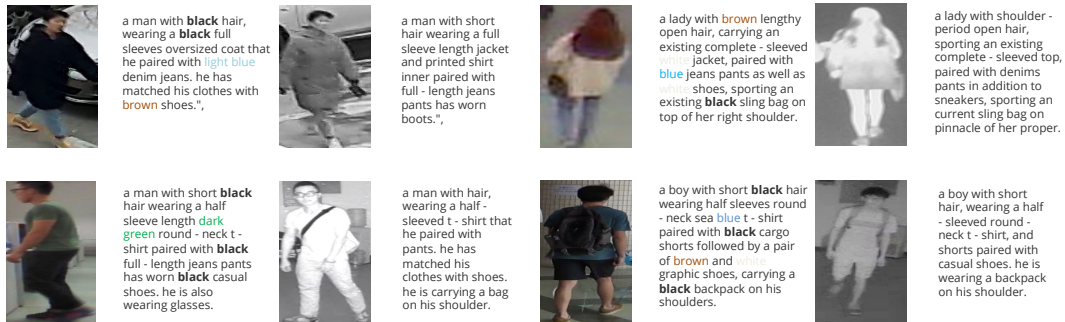 a man with black hair,
wearing a black full
sleeves oversized coat that
he paired with light blue
denim jeans. he has
matched his clothes with
brown shoes.",
a man with short
hair wearing a full
sleeve length jacket
and printed shirt
inner paired with
full - length jeans
pants has worn
boots.",
a lady with brown lengthy
open hair, carrying an
existing complete - sleeved
white jacket, paired with
blue jeans pants as well as
white shoes, sporting an
existing black sling bag on
top of her right shoulder.
a lady with shoulder -
period open hair,
sporting an existing
complete - sleeved top,
paired with denims
pants in addition to
sneakers, sporting an
current sling bag on
pinnacle of her proper.
a man with short black
hair wearing a half
sleeve length dark
green round - neck t -
shirt paired with black
full - length jeans pants
has worn black casual
shoes. he is also
wearing glasses.
a man with hair,
wearing a half -
sleeved t - shirt that
he paired with
pants. he has
matched his
clothes with shoes.
he is carrying a bag
on his shoulder.
a boy with short black hair
wearing half sleeves round
- neck sea blue t - shirt
paired with black cargo
shorts followed by a pair
of brown and white
graphic shoes, carrying a
black backpack on his
shoulders.
a boy with short
hair, wearing a half
- sleeved round -
neck t - shirt, and
shorts paired with
casual shoes. he is
wearing a backpack
on his shoulder.